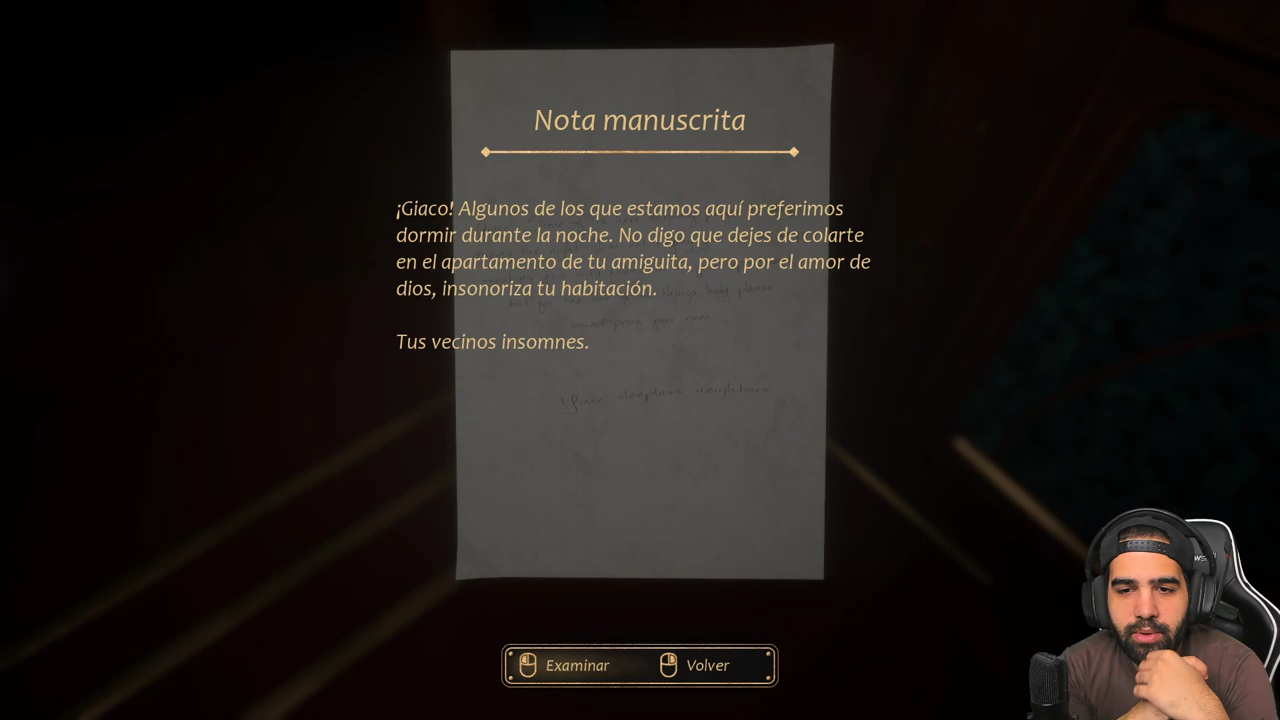 Nota manuscrita
¡Giaco! Algunos de los que estamos aquí preferimos
dormir durante la noche. No digo que dejes de colarte
en el apartamento de tu amiguita, pero por el amor de
dios, insonoriza tu habitación.
Tus vecinos insomnes.
Examinar
Volver